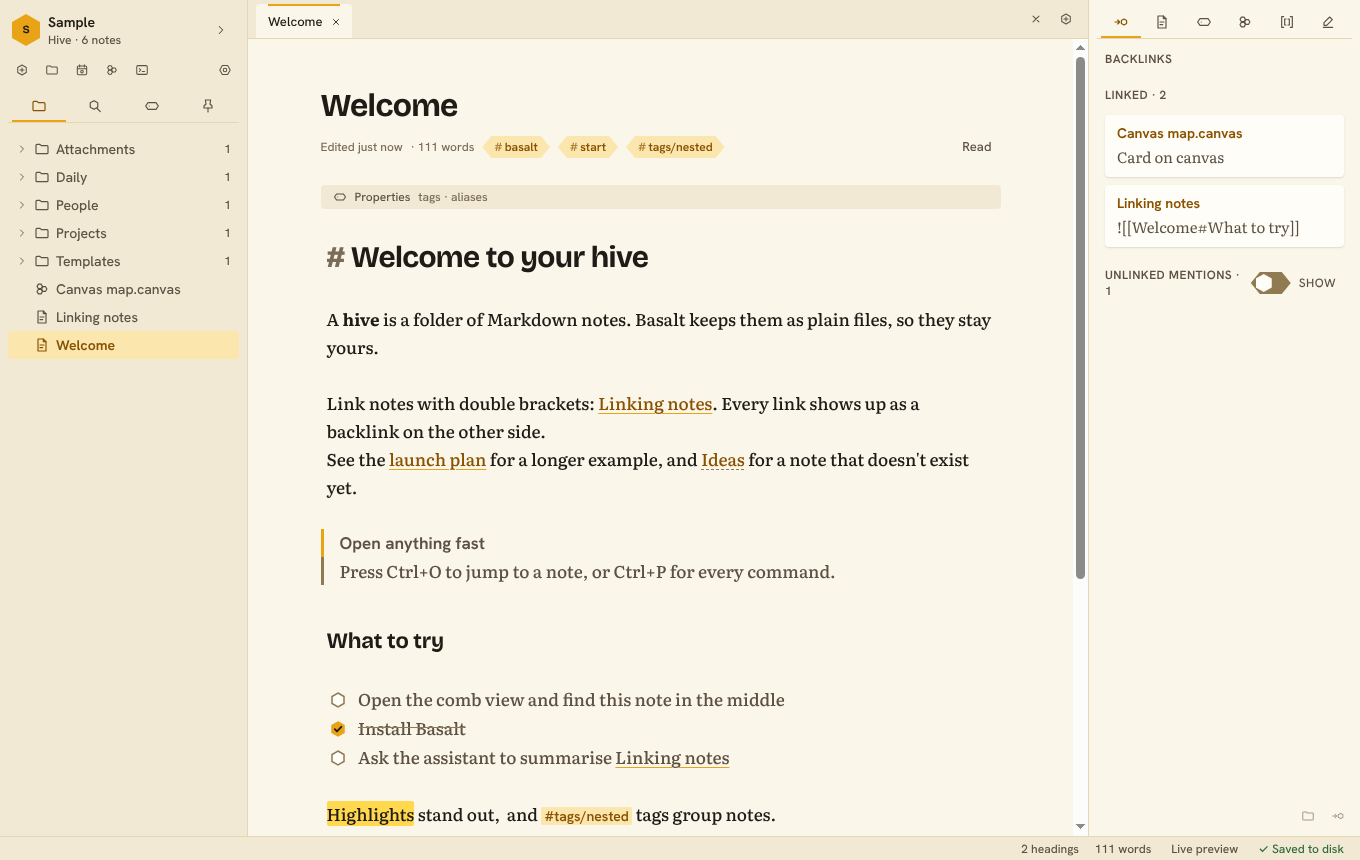 S
Sample
Hive · 6 notes
Attachments 1
Daily 1
People 1
Projects 1
Templates 1
Canvas map.canvas
Linking notes
Welcome
Welcome
Welcome
Edited just now · 111 words #basalt #start #tags/nested Read
Properties tags · aliases
# Welcome to your hive
A hive is a folder of Markdown notes. Basalt keeps them as plain files, so they stay
yours.
Link notes with double brackets: Linking notes. Every link shows up as a
backlink on the other side.
See the launch plan for a longer example, and Ideas for a note that doesn't exist
yet.
Open anything fast
Press Ctrl+O to jump to a note, or Ctrl+P for every command.
What to try
Open the comb view and find this note in the middle
Install Basalt
Ask the assistant to summarise Linking notes
Highlights stand out, and #tags/nested tags group notes.
BACKLINKS
LINKED · 2
Canvas map.canvas
Card on canvas
Linking notes
![[Welcome#What to try]]
UNLINKED MENTIONS ·
1
SHOW
2 headings 111 words Live preview ✓ Saved to disk